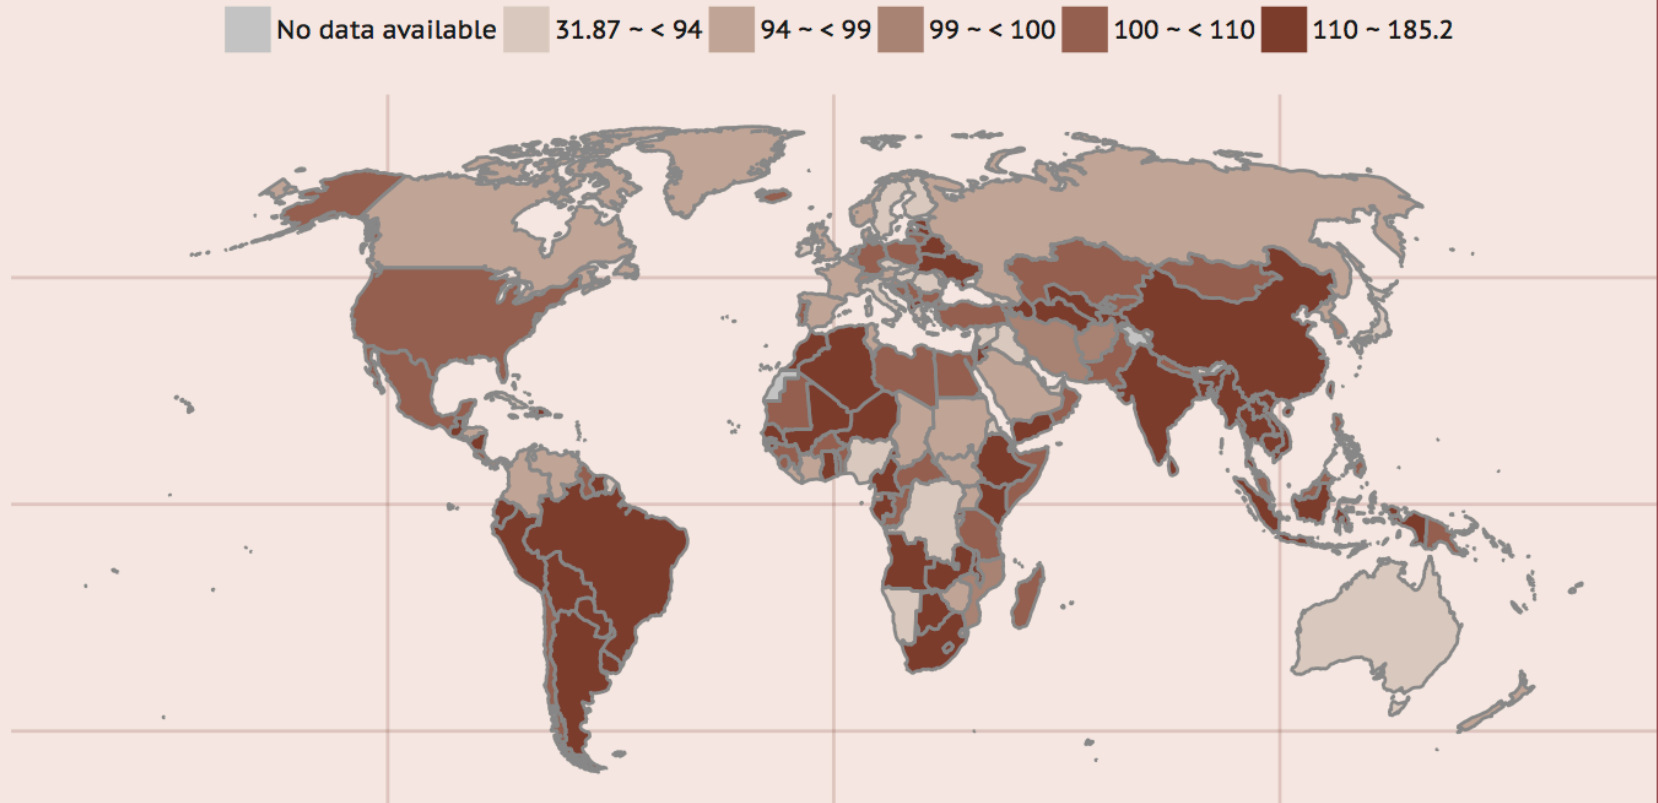 No data available 31.87 ~ < 94 94 ~ < 99 99 ~ < 100 100 ~ < 110 110 ~ 185.2